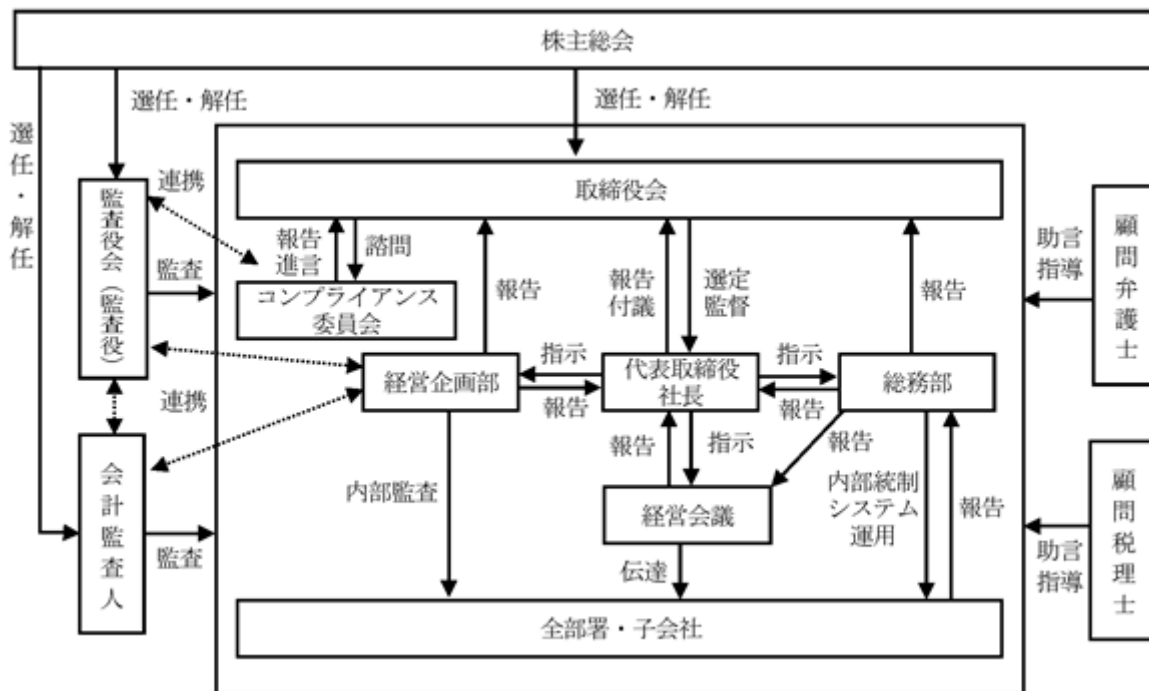 株主総会
選任・解任
選任・解任
選任・解任
取締役会
監査役会（監査役）
連携
監査
報告
進言
諮問
コンプライアンス
委員会
報告
報告
付議
選定
監督
報告
助言
指導
顧問弁護士
経営企画部
指示
報告
代表取締役
社長
指示
報告
総務部
連携
会計監査人
監査
内部監査
報告
指示
報告
経営会議
伝達
内部統制
システム
運用
報告
助言
指導
顧問税理士
全部署・子会社